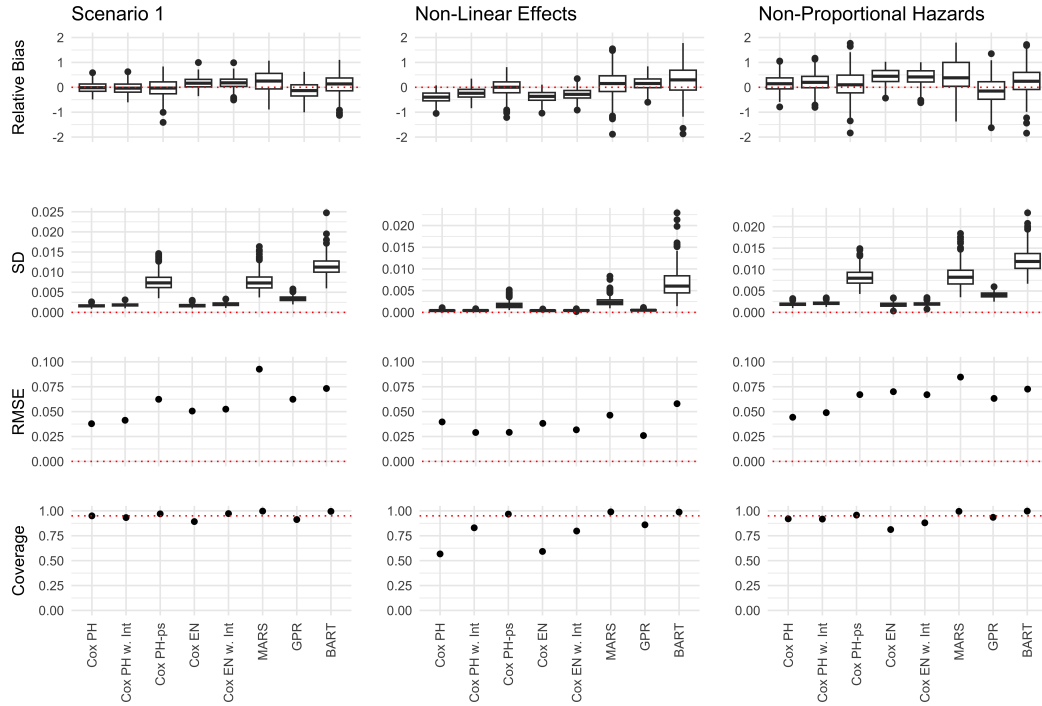 Scenario 1
Non-Linear Effects
Non-Proportional Hazards
Relative Bias
2
1
0
-1
-2
2
1
0
-1
-2
2
1
0
-1
-2
SD
0.025
0.020
0.015
0.010
0.005
0.000
0.020
0.015
0.010
0.005
0.000
0.020
0.015
0.010
0.005
0.000
RMSE
0.100
0.075
0.050
0.025
0.000
0.100
0.075
0.050
0.025
0.000
0.100
0.075
0.050
0.025
0.000
Coverage
1.00
0.75
0.50
0.25
0.00
1.00
0.75
0.50
0.25
0.00
1.00
0.75
0.50
0.25
0.00
Cox PH
Cox PH w. Int
Cox PH-ps
Cox EN
Cox EN w. Int
MARS
GPR
BART
Cox PH
Cox PH w. Int
Cox PH-ps
Cox EN
Cox EN w. Int
MARS
GPR
BART
Cox PH
Cox PH w. Int
Cox PH-ps
Cox EN
Cox EN w. Int
MARS
GPR
BART